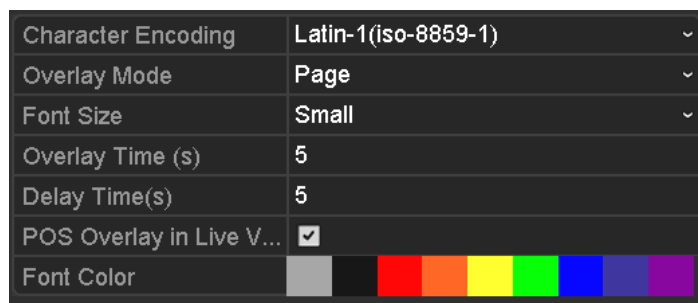 Character Encoding Latin-1(iso-8859-1)
Overlay Mode Page
Font Size Small
Overlay Time (s) 5
Delay Time(s) 5
POS Overlay in Live V...
Font Color